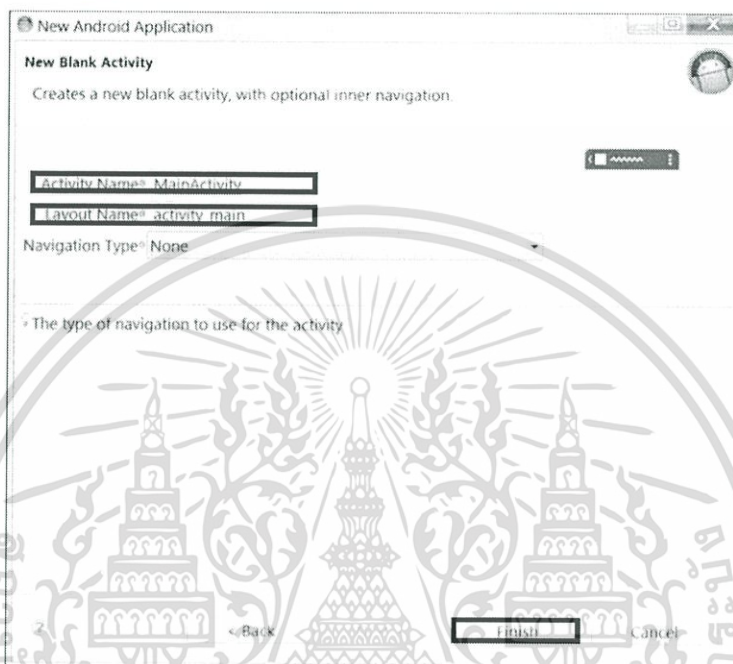 New Android Application
New Blank Activity
Creates a new blank activity, with optional inner navigation.
Activity Name MainActivity
Layout Name activity_main
Navigation Type None
The type of navigation to use for the activity
?
< Back
Finish
Cancel